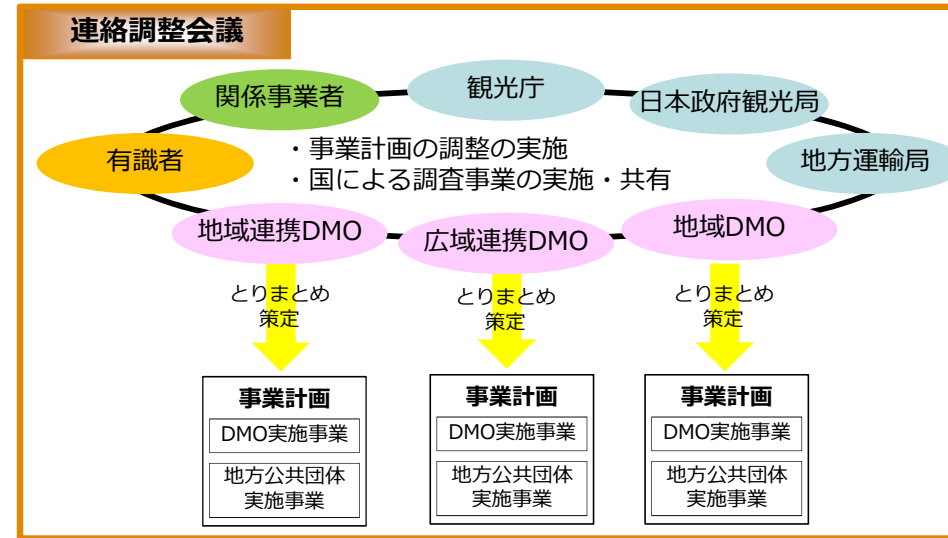 連絡調整会議
関係事業者
観光庁
日本政府観光局
有識者
・事業計画の調整の実施
・国による調査事業の実施・共有
地方運輸局
地域連携DMO
広域連携DMO
地域DMO
とりまとめ
策定
とりまとめ
策定
とりまとめ
策定
事業計画
DMO実施事業
地方公共団体
実施事業
事業計画
DMO実施事業
地方公共団体
実施事業
事業計画
DMO実施事業
地方公共団体
実施事業